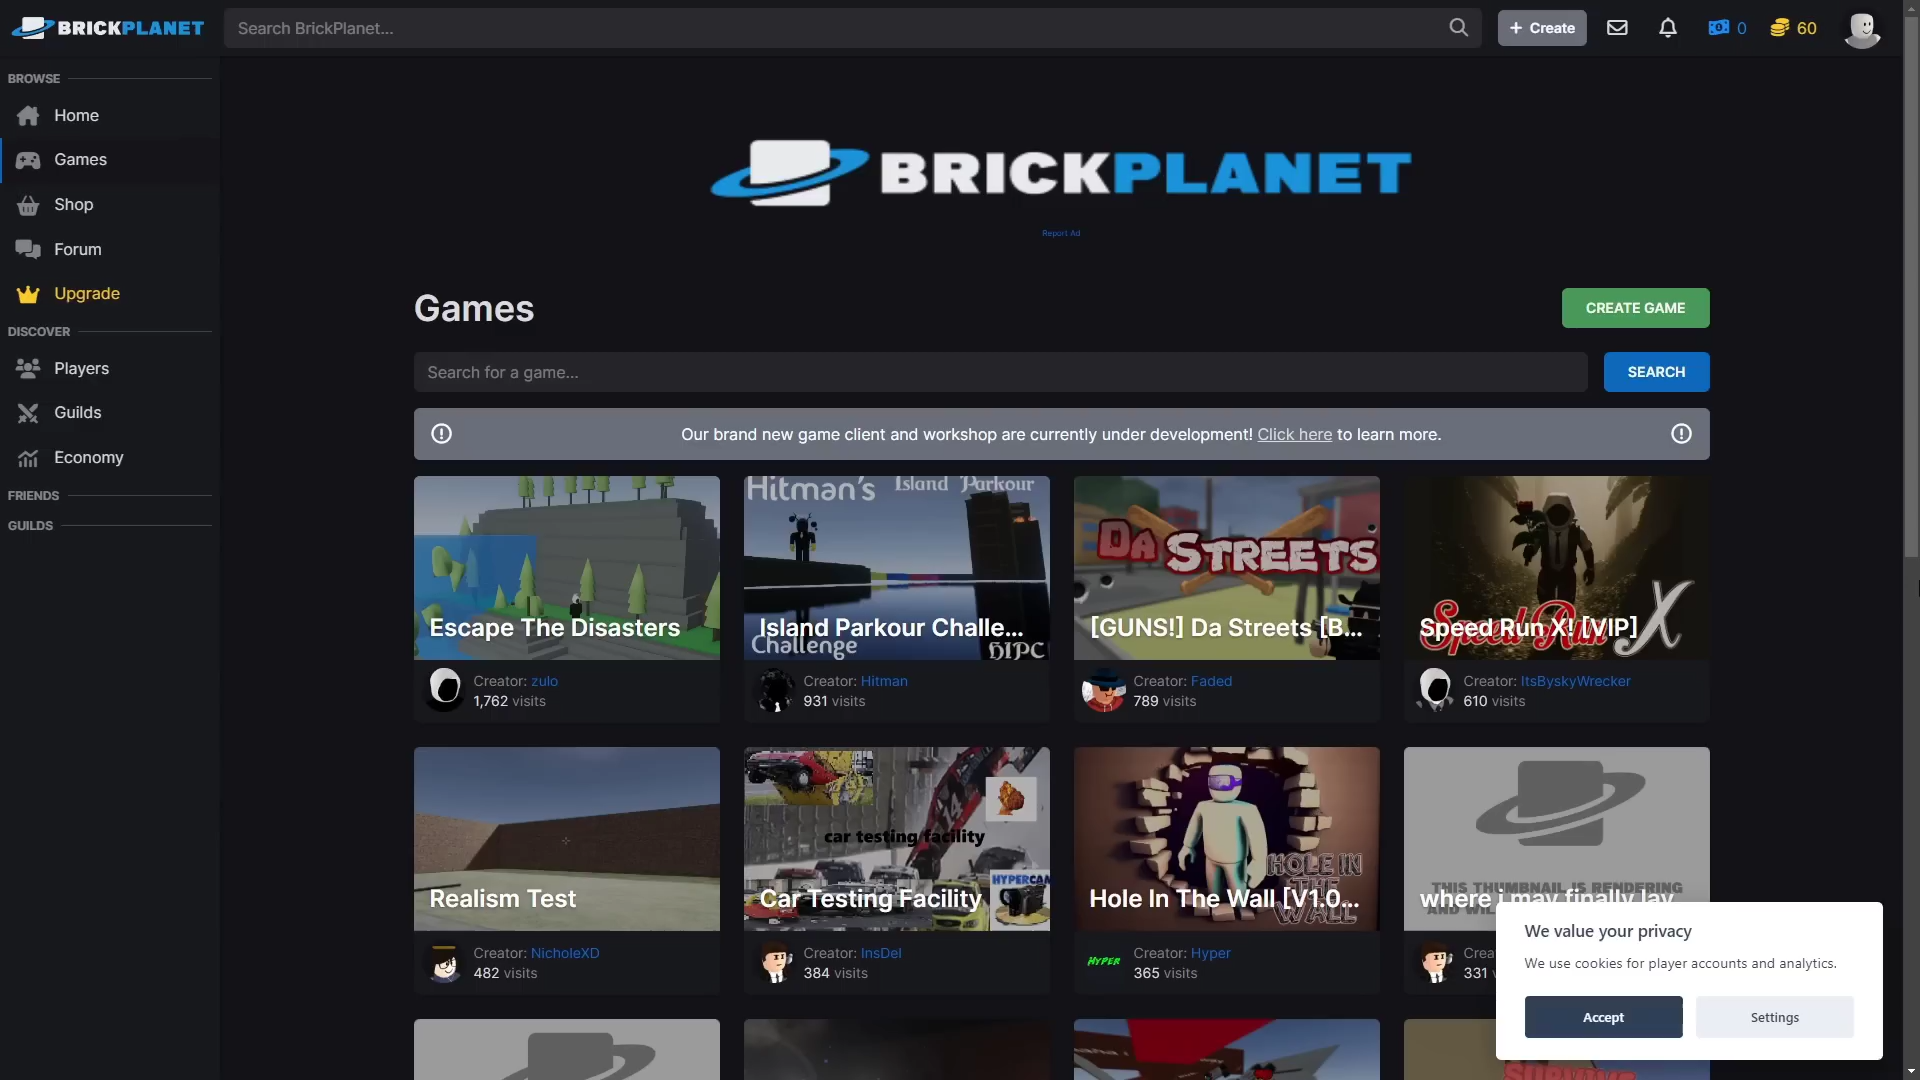 BRICKPLANET
Search BrickPlanet...
+ Create
0
60
BROWSE
Home
Games
Shop
Forum
Upgrade
DISCOVER
Players
Guilds
Economy
FRIENDS
GUILDS
BRICKPLANET
Report Ad
Games
CREATE GAME
Search for a game...
SEARCH
Our brand new game client and workshop are currently under development! Click here to learn more.
Escape The Disasters
Creator: zulo
1,762 visits
Hitman's Island Parkour
Island Parkour Challe...
Challenge HIPC
Creator: Hitman
931 visits
Da STREETS
[GUNS!] Da Streets [B...
Creator: Faded
789 visits
Speed Run X
Speed Run X! [VIP]
Creator: ItsByskyWrecker
610 visits
Realism Test
Creator: NicholeXD
482 visits
car testing facility
HYPERCAM
Car Testing Facility
Creator: InsDel
384 visits
HOLE IN THE WALL
Hole In The Wall [V1.0...
HYPER
Creator: Hyper
365 visits
THIS THUMBNAIL IS RENDERING
where i may finally lay
331
We value your privacy
We use cookies for player accounts and analytics.
Accept
Settings